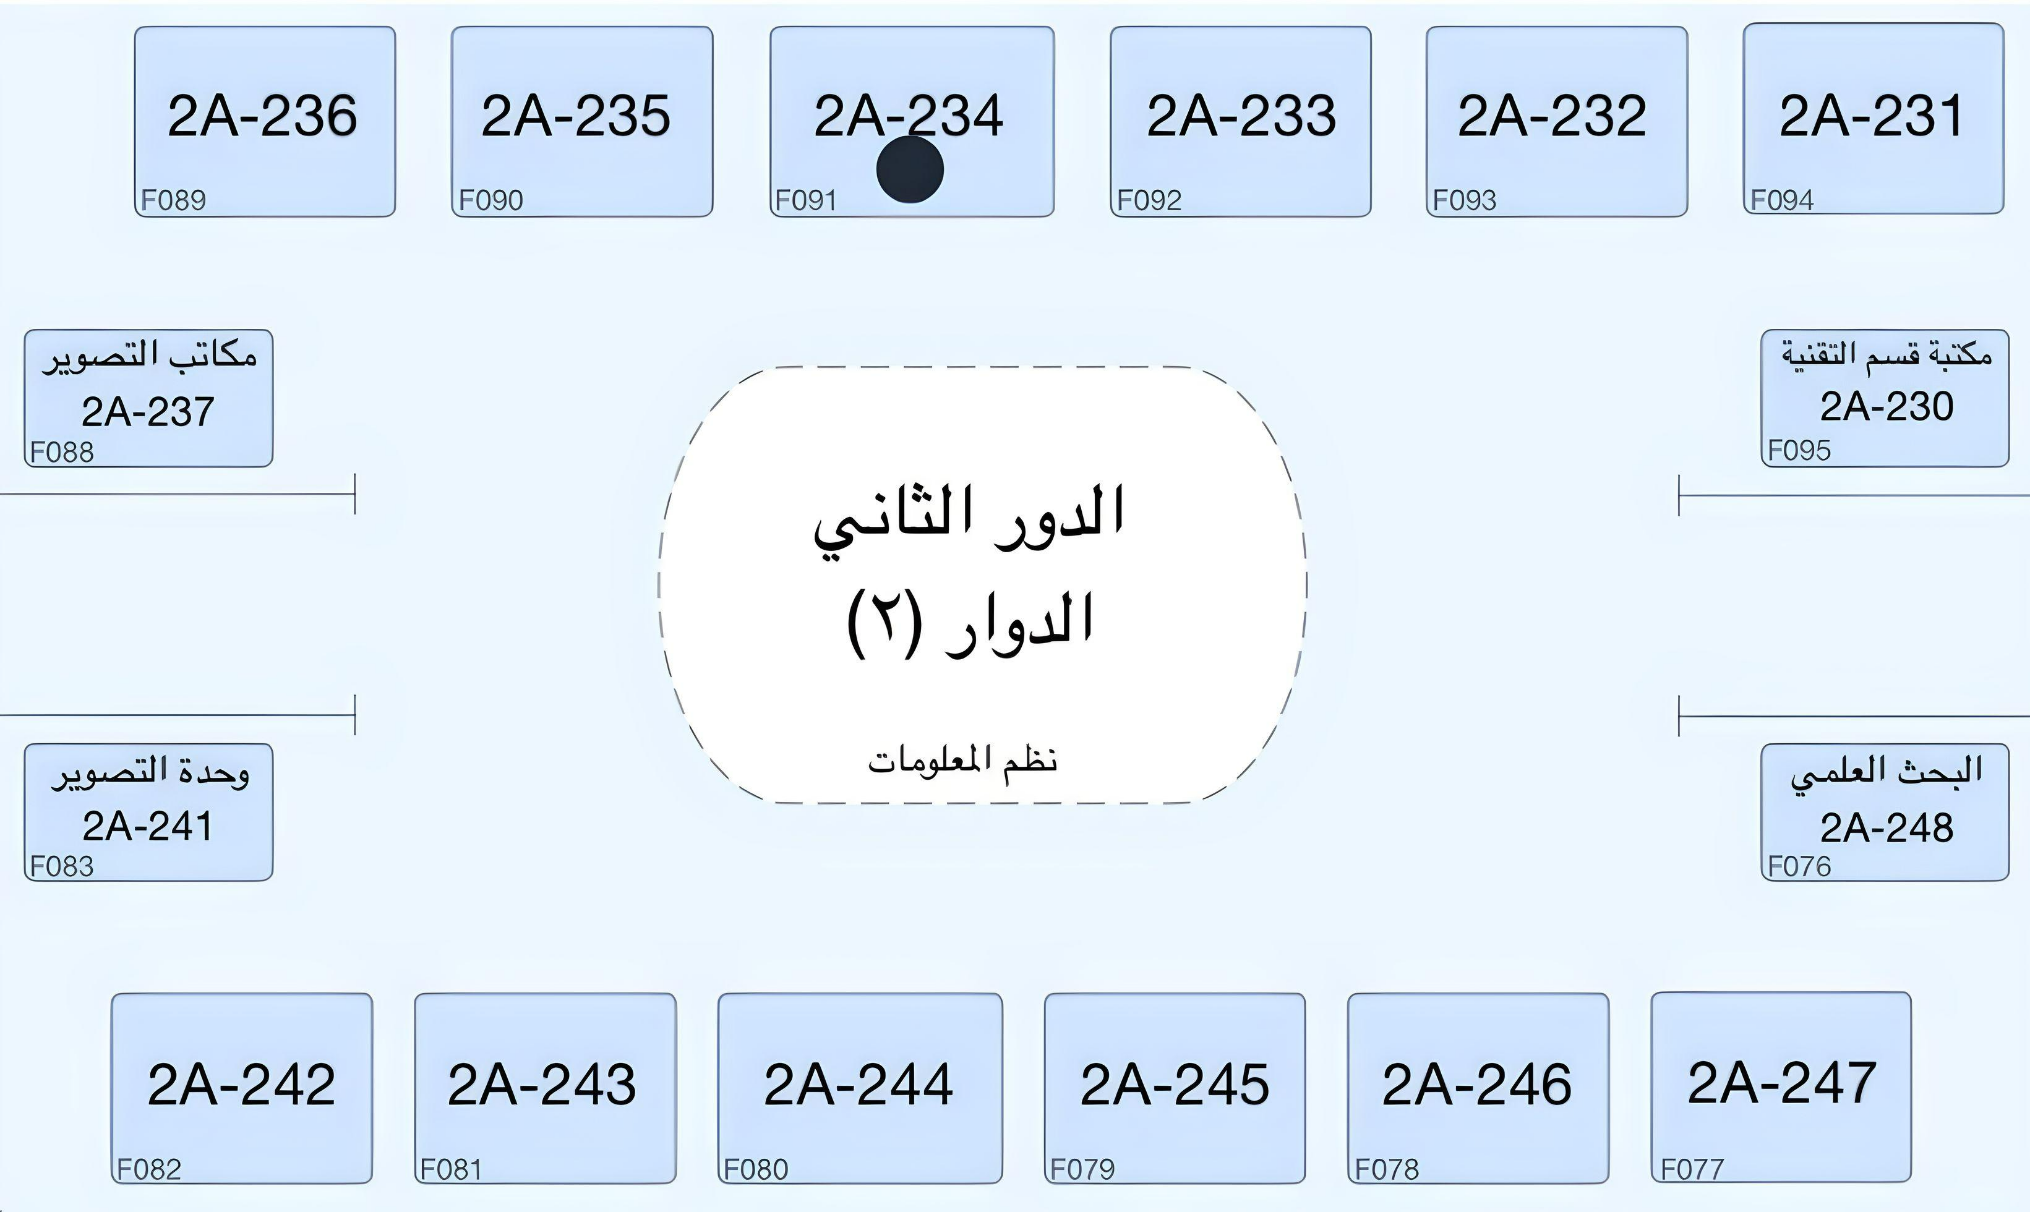 2A-236
F089
2A-235
F090
2A-234
F091
2A-233
F092
2A-232
F093
2A-231
F094
مكاتب التصوير
2A-237
F088
مكتبة قسم التقنية
2A-230
F095
الدور الثاني
الدوار (٢)
نظم المعلومات
وحدة التصوير
2A-241
F083
البحث العلمي
2A-248
F076
2A-242
F082
2A-243
F081
2A-244
F080
2A-245
F079
2A-246
F078
2A-247
F077